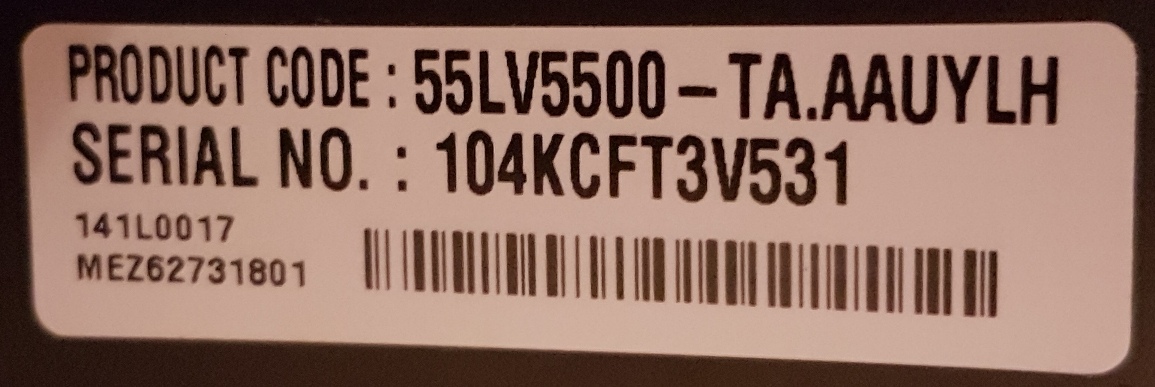 PRODUCT CODE : 55LV5500 – TA.AAUYLH
SERIAL NO. : 104KCFT3V531
141L0017
MEZ62731801